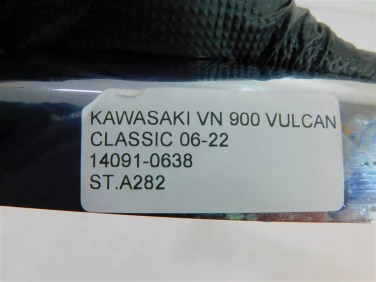 KAWASAKI VN 900 VULCAN
CLASSIC 06-22
14091-0638
ST.A282